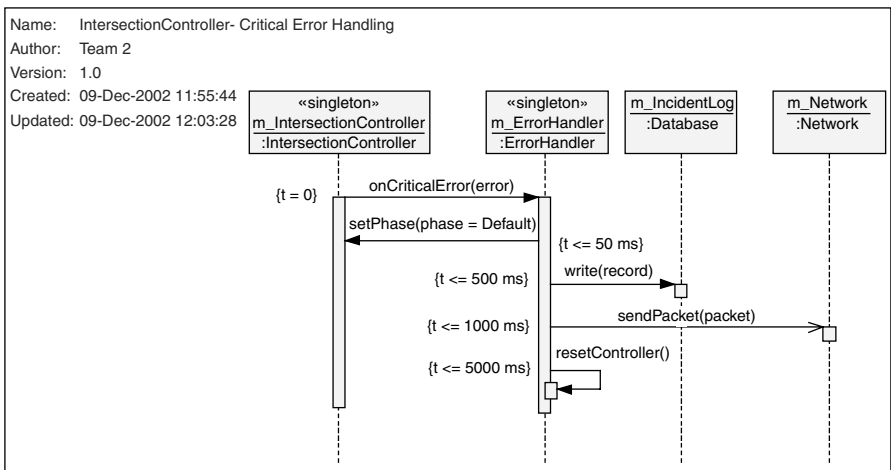 Name: IntersectionController- Critical Error Handling
Author: Team 2
Version: 1.0
Created: 09-Dec-2002 11:55:44
Updated: 09-Dec-2002 12:03:28
«singleton»
m_IntersectionController
:IntersectionController
«singleton»
m_ErrorHandler
:ErrorHandler
m_IncidentLog
:Database
m_Network
:Network
{t = 0}
onCriticalError(error)
setPhase(phase = Default)
{t <= 50 ms}
{t <= 500 ms}
write(record)
{t <= 1000 ms}
sendPacket(packet)
{t <= 5000 ms}
resetController()